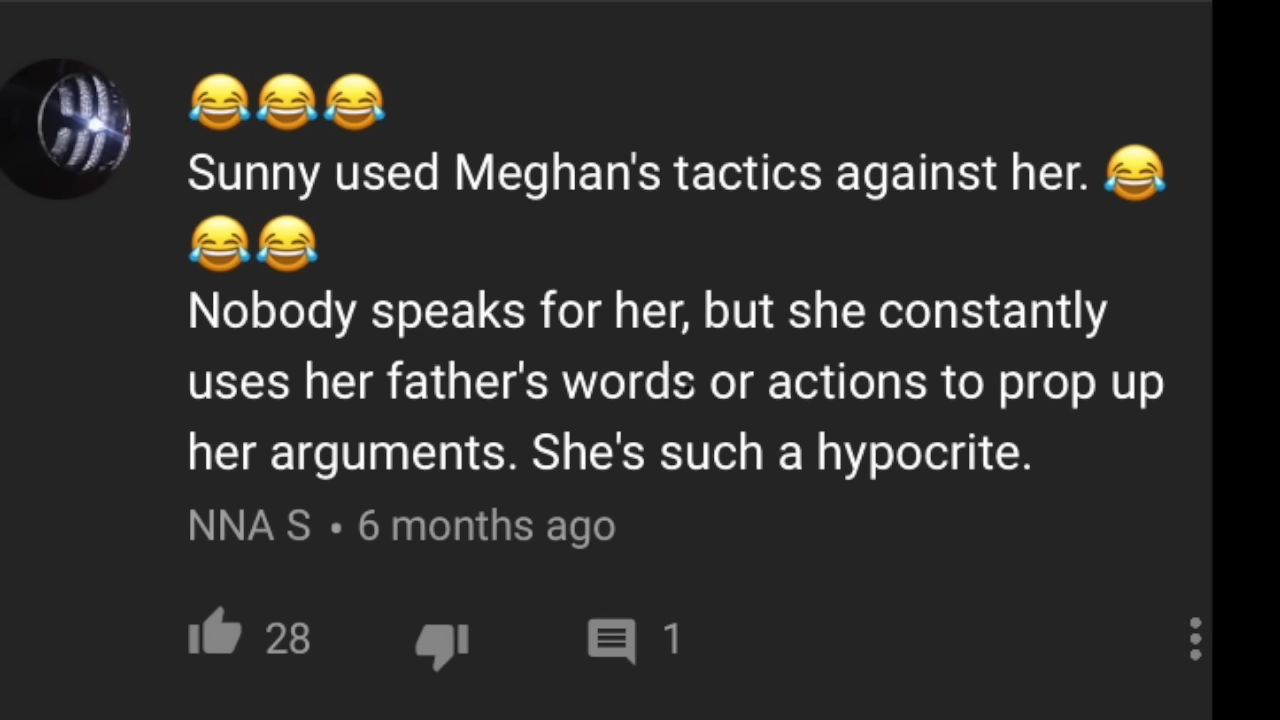 😂😂😂
Sunny used Meghan's tactics against her. 😂
😂😂
Nobody speaks for her, but she constantly
uses her father's words or actions to prop up
her arguments. She's such a hypocrite.
NNA S • 6 months ago
28 1